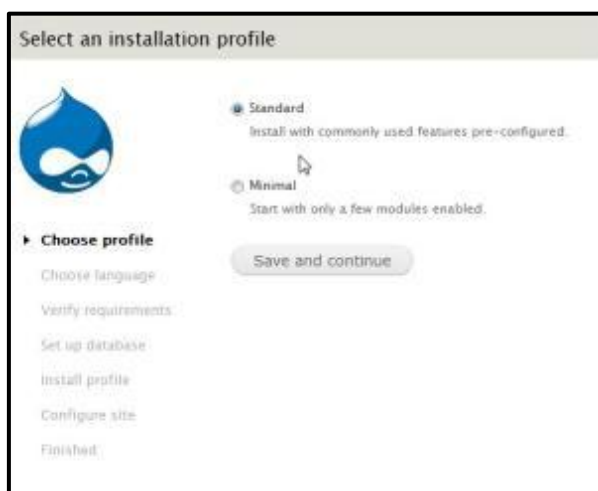 Select an installation profile
Standard
Install with commonly used features pre-configured.
Minimal
Start with only a few modules enabled.
Save and continue
Choose profile
Choose language
Verify requirements
Set up database
Install profile
Configure site
Finished